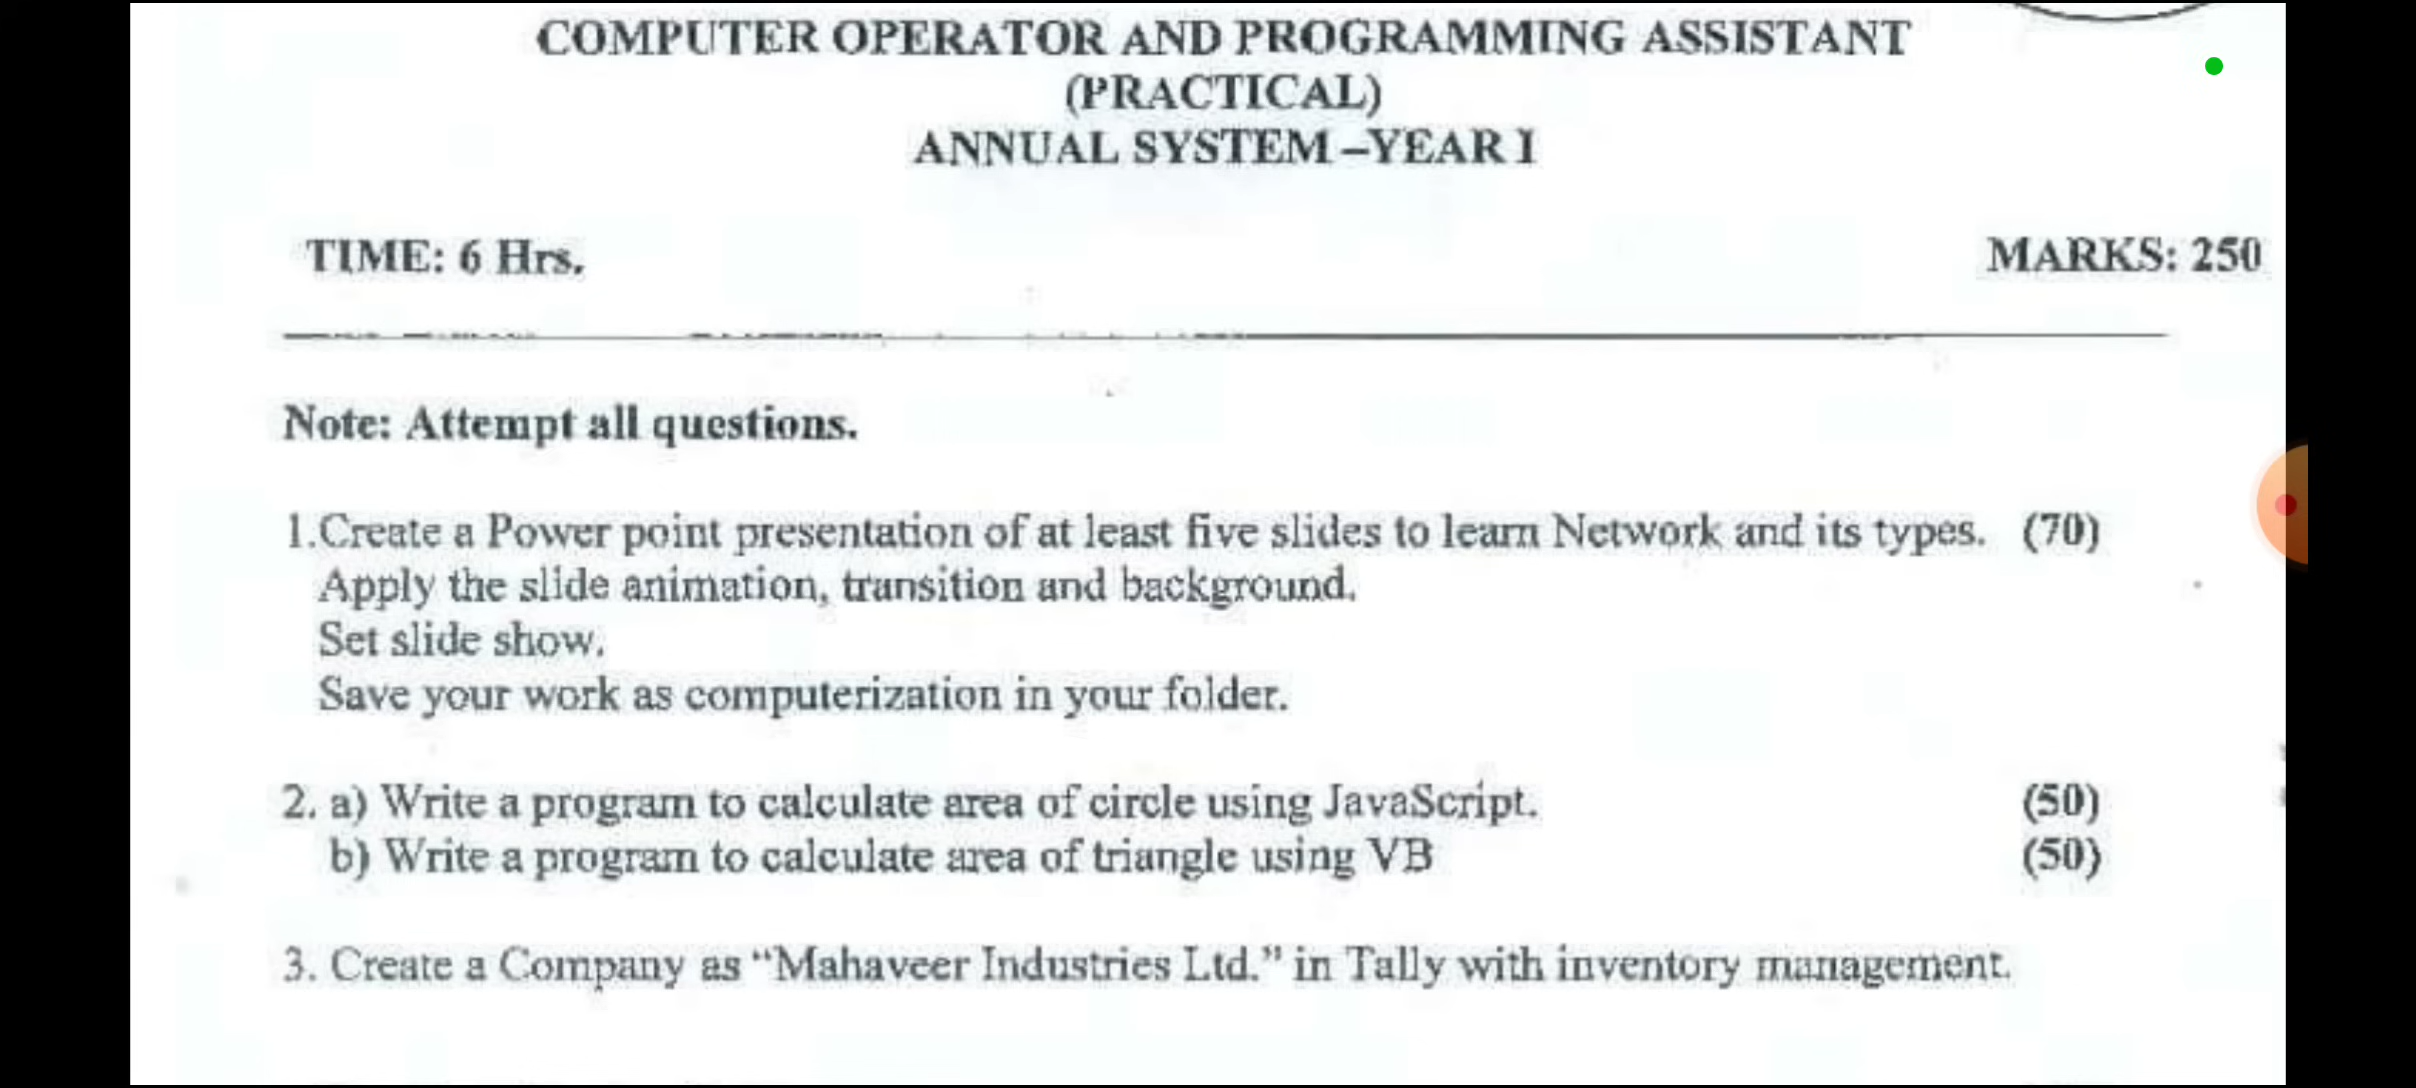 COMPUTER OPERATOR AND PROGRAMMING ASSISTANT
(PRACTICAL)
ANNUAL SYSTEM –YEAR I
TIME: 6 Hrs. MARKS: 250
Note: Attempt all questions.
1.Create a Power point presentation of at least five slides to learn Network and its types. (70)
Apply the slide animation, transition and background.
Set slide show.
Save your work as computerization in your folder.
2. a) Write a program to calculate area of circle using JavaScript. (50)
b) Write a program to calculate area of triangle using VB (50)
3. Create a Company as “Mahaveer Industries Ltd.” in Tally with inventory management.